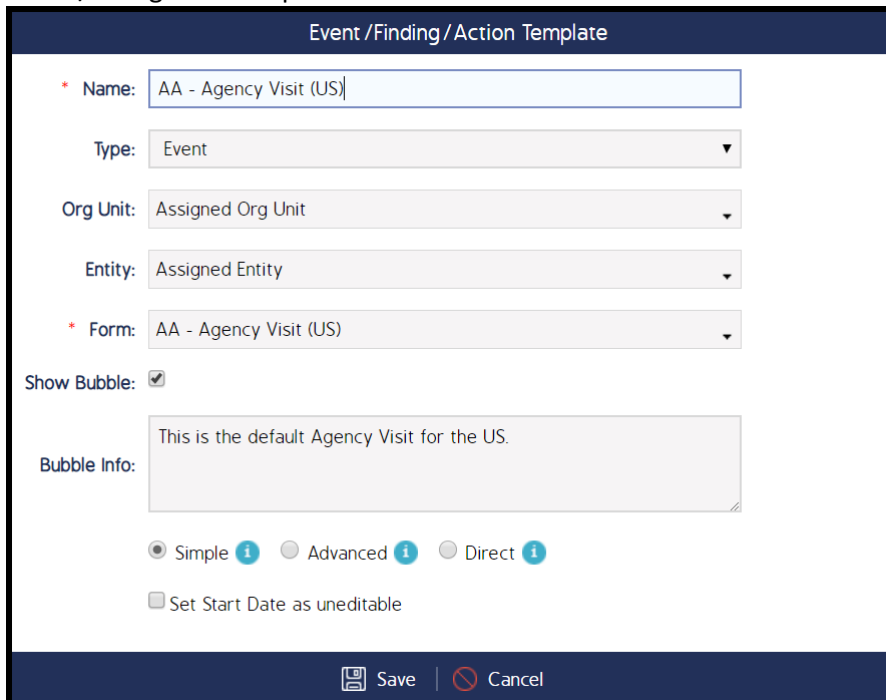 Event/Finding/Action Template
* Name: AA - Agency Visit (US)
Type: Event
Org Unit: Assigned Org Unit
Entity: Assigned Entity
* Form: AA - Agency Visit (US)
Show Bubble:
Bubble Info: This is the default Agency Visit for the US.
Simple i Advanced i Direct i
Set Start Date as uneditable
Save | Cancel